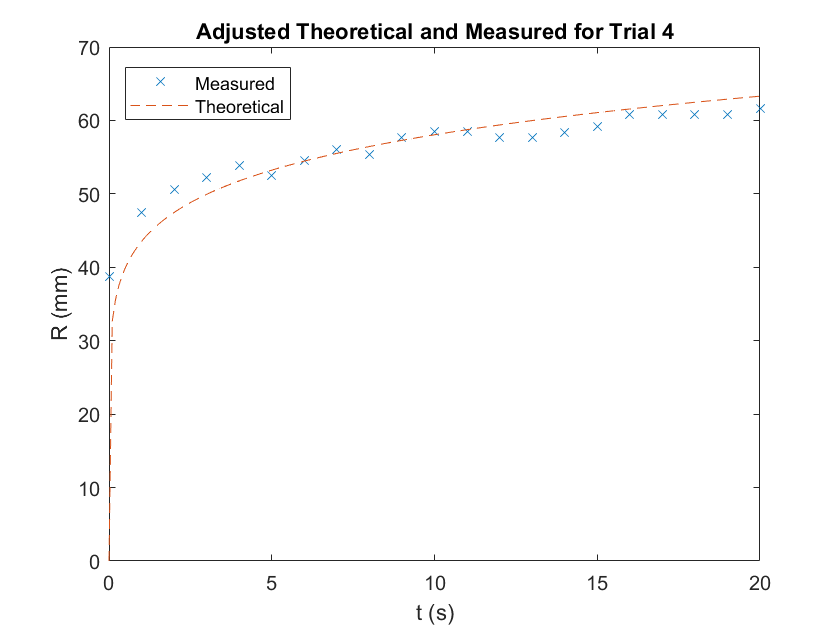 Adjusted Theoretical and Measured for Trial 4
70
60
50
40
30
20
10
0
Measured
Theoretical
R (mm)
0 5 10 15 20
t (s)